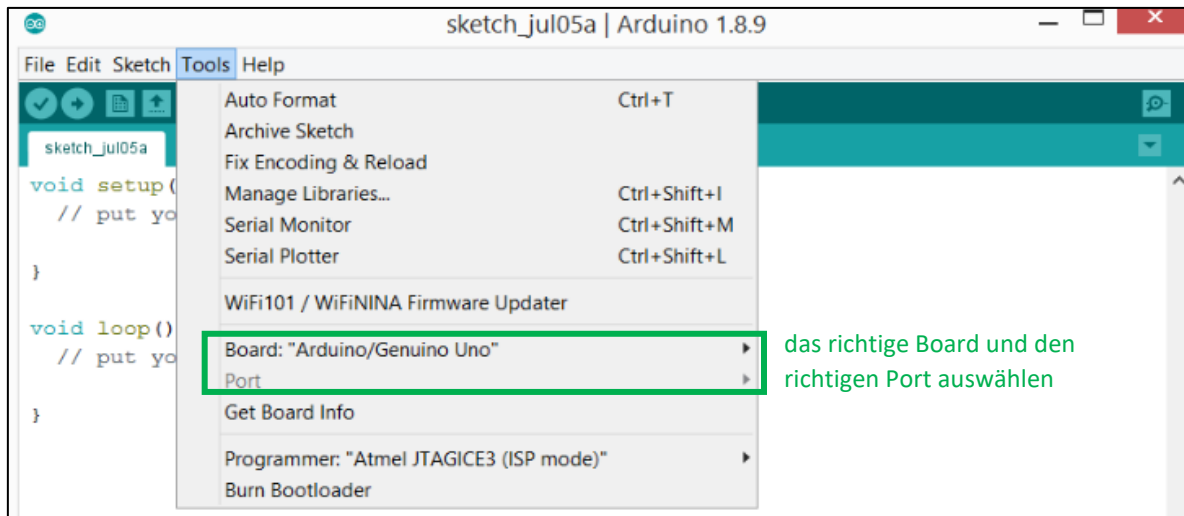 sketch_jul05a | Arduino 1.8.9
File Edit Sketch Tools Help
Auto Format Ctrl+T
Archive Sketch
Fix Encoding & Reload
Manage Libraries... Ctrl+Shift+I
Serial Monitor Ctrl+Shift+M
Serial Plotter Ctrl+Shift+L
WiFi101 / WiFiNINA Firmware Updater
Board: "Arduino/Genuino Uno"
Port
Get Board Info
Programmer: "Atmel JTAGICE3 (ISP mode)"
Burn Bootloader
sketch_jul05a
void setup(
// put yo
}
void loop()
// put yo
}
das richtige Board und den
richtigen Port auswählen